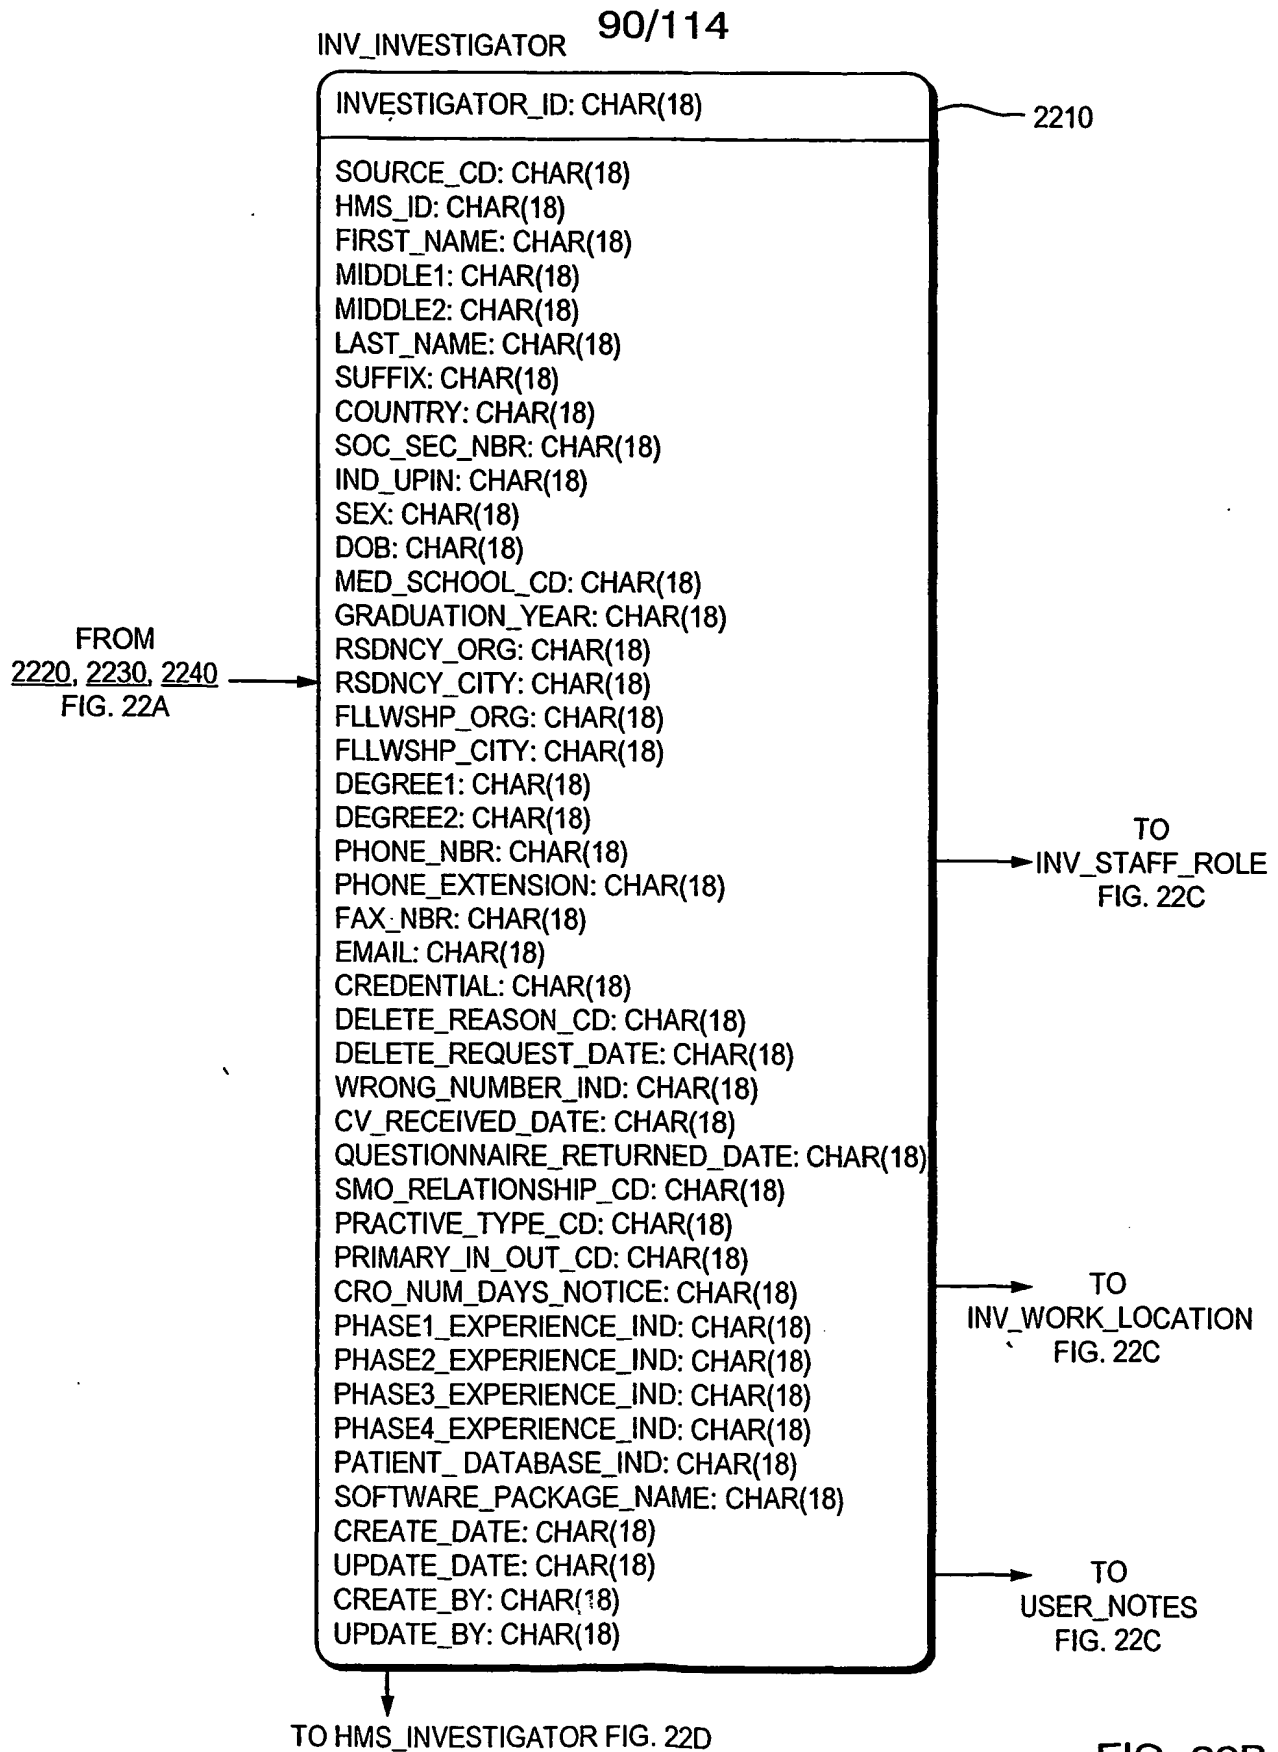 90/114
INV_INVESTIGATOR
INVESTIGATOR_ID: CHAR(18)
2210
SOURCE_CD: CHAR(18)
HMS_ID: CHAR(18)
FIRST_NAME: CHAR(18)
MIDDLE1: CHAR(18)
MIDDLE2: CHAR(18)
LAST_NAME: CHAR(18)
SUFFIX: CHAR(18)
COUNTRY: CHAR(18)
SOC_SEC_NBR: CHAR(18)
IND_UPIN: CHAR(18)
SEX: CHAR(18)
DOB: CHAR(18)
MED_SCHOOL_CD: CHAR(18)
GRADUATION_YEAR: CHAR(18)
RSDNCY_ORG: CHAR(18)
RSDNCY_CITY: CHAR(18)
FLLWSHP_ORG: CHAR(18)
FLLWSHP_CITY: CHAR(18)
DEGREE1: CHAR(18)
DEGREE2: CHAR(18)
PHONE_NBR: CHAR(18)
PHONE_EXTENSION: CHAR(18)
FAX_NBR: CHAR(18)
EMAIL: CHAR(18)
CREDENTIAL: CHAR(18)
DELETE_REASON_CD: CHAR(18)
DELETE_REQUEST_DATE: CHAR(18)
WRONG_NUMBER_IND: CHAR(18)
CV_RECEIVED_DATE: CHAR(18)
QUESTIONNAIRE_RETURNED_DATE: CHAR(18)
SMO_RELATIONSHIP_CD: CHAR(18)
PRACTIVE_TYPE_CD: CHAR(18)
PRIMARY_IN_OUT_CD: CHAR(18)
CRO_NUM_DAYS_NOTICE: CHAR(18)
PHASE1_EXPERIENCE_IND: CHAR(18)
PHASE2_EXPERIENCE_IND: CHAR(18)
PHASE3_EXPERIENCE_IND: CHAR(18)
PHASE4_EXPERIENCE_IND: CHAR(18)
PATIENT_ DATABASE_IND: CHAR(18)
SOFTWARE_PACKAGE_NAME: CHAR(18)
CREATE_DATE: CHAR(18)
UPDATE_DATE: CHAR(18)
CREATE_BY: CHAR(18)
UPDATE_BY: CHAR(18)
FROM
2220, 2230, 2240
FIG. 22A
TO
INV_STAFF_ROLE
FIG. 22C
TO
INV_WORK_LOCATION
FIG. 22C
TO
USER_NOTES
FIG. 22C
TO HMS_INVESTIGATOR FIG. 22D